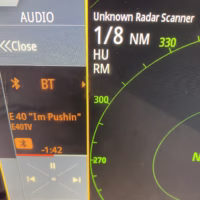 AUDIO
<<Close
BT
E 40 "Im Pushin"
E40TV
-1:42
Unknown Radar Scanner
1/8 NM
HU
RM
330
300
270
N